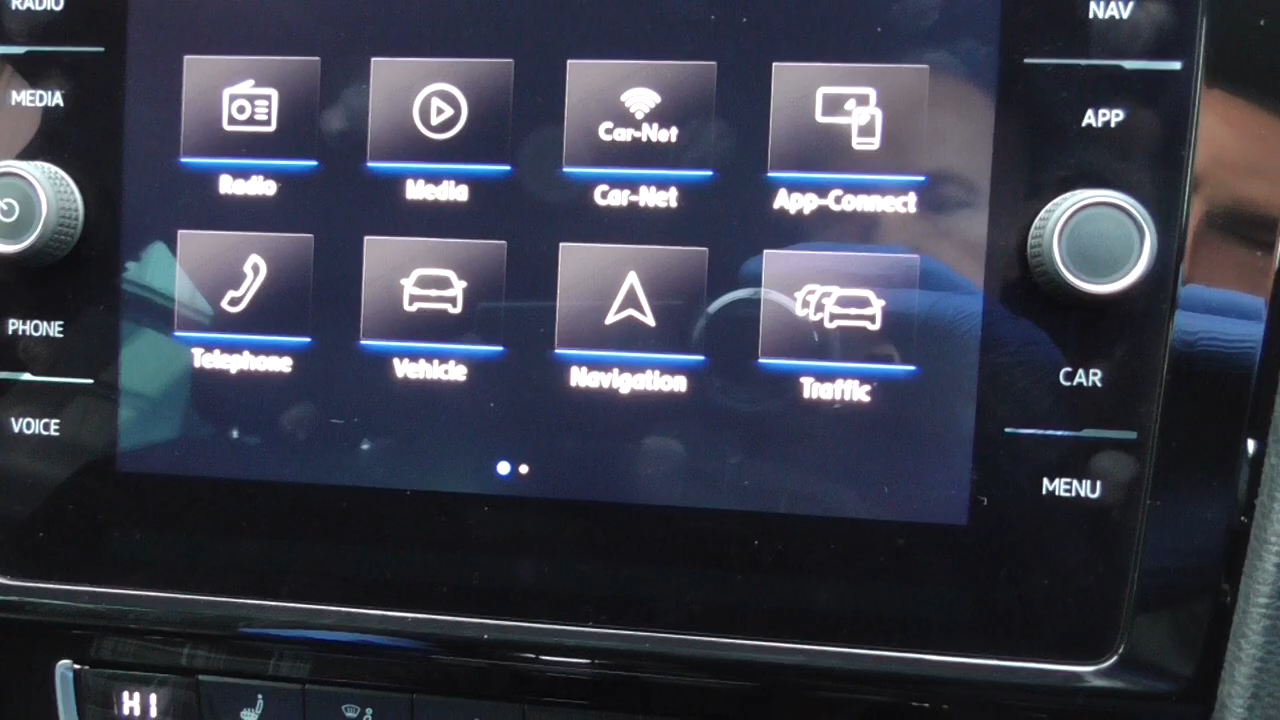 RADIO
MEDIA
PHONE
VOICE
Car-Net
Radio
Media
Car-Net
App-Connect
Telephone
Vehicle
Navigation
Traffic
NAV
APP
CAR
MENU
HI